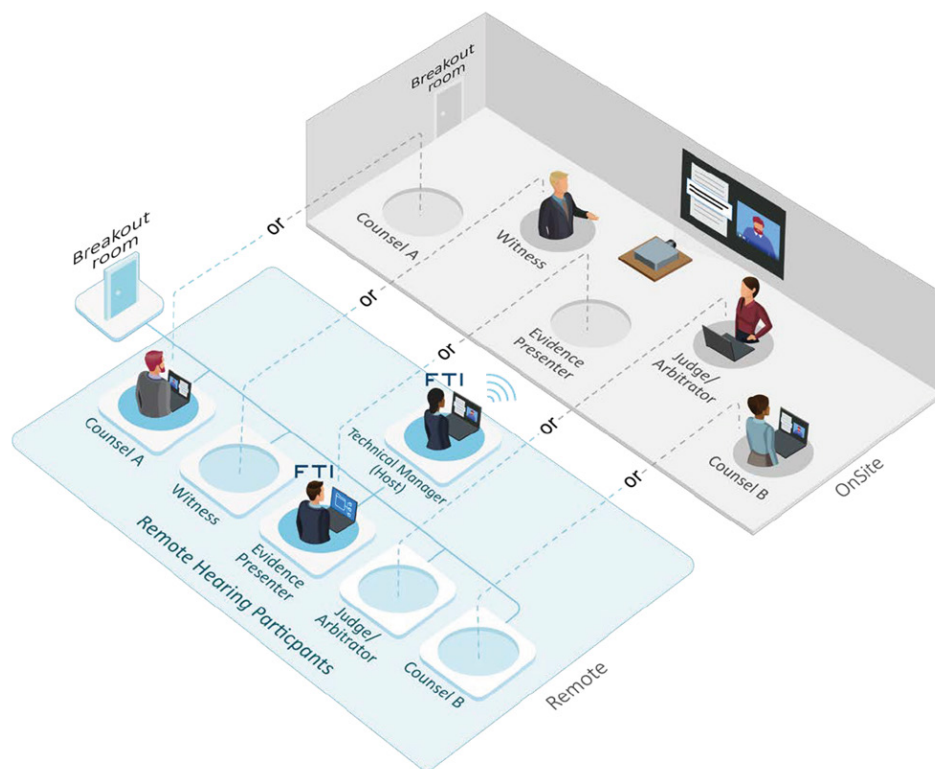 Breakout
room
Counsel A
or
Witness
or
Evidence
Presenter
or
Judge/
Arbitrator
or
Counsel B
or
OnSite
Breakout
room
Counsel A
Witness
FTI
Evidence
Presenter
FTI
Technical Manager
(Host)
Judge/
Arbitrator
Counsel B
Remote Hearing Particpants
Remote